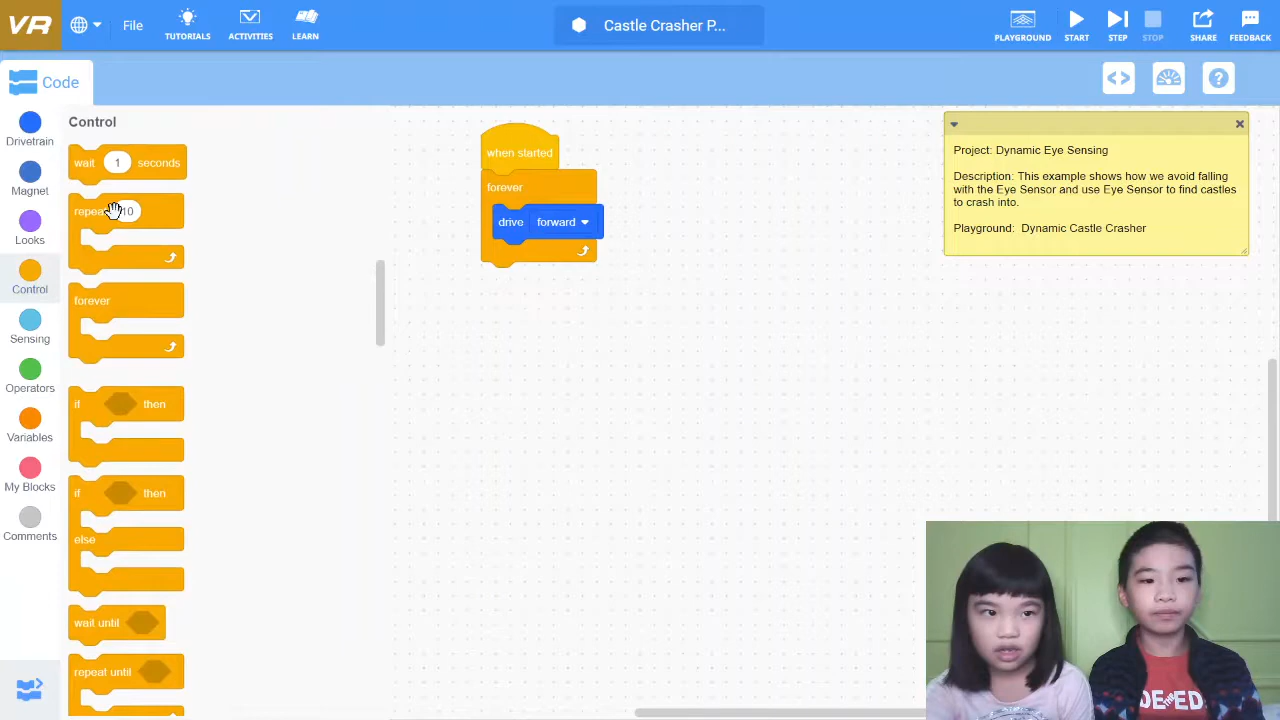 VR
File
TUTORIALS
ACTIVITIES
LEARN
Castle Crasher P...
PLAYGROUND
START
STEP
STOP
SHARE
FEEDBACK
Code
Drivetrain
Magnet
Looks
Control
Sensing
Operators
Variables
My Blocks
Comments
Control
wait 1 seconds
repeat 10
forever
if then
if then
else
wait until
repeat until
when started
forever
drive forward
Project: Dynamic Eye Sensing
Description: This example shows how we avoid falling
with the Eye Sensor and use Eye Sensor to find castles
to crash into.
Playground: Dynamic Castle Crasher